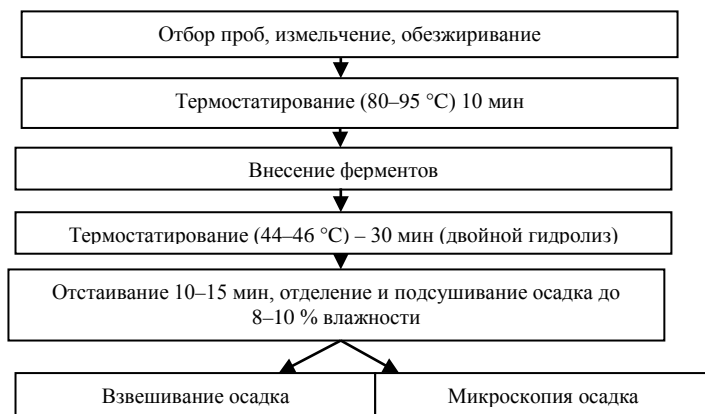 Отбор проб, измельчение, обезжиривание
Термостатирование (80–95 °С) 10 мин
Внесение ферментов
Термостатирование (44–46 °С) – 30 мин (двойной гидролиз)
Отстаивание 10–15 мин, отделение и подсушивание осадка до
8–10 % влажности
Взвешивание осадка
Микроскопия осадка